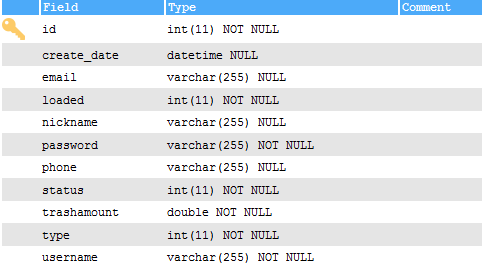 Field Type Comment
id int(11) NOT NULL
create_date datetime NULL
email varchar(255) NULL
loaded int(11) NOT NULL
nickname varchar(255) NULL
password varchar(255) NOT NULL
phone varchar(255) NULL
status int(11) NOT NULL
trashamount double NOT NULL
type int(11) NOT NULL
username varchar(255) NOT NULL